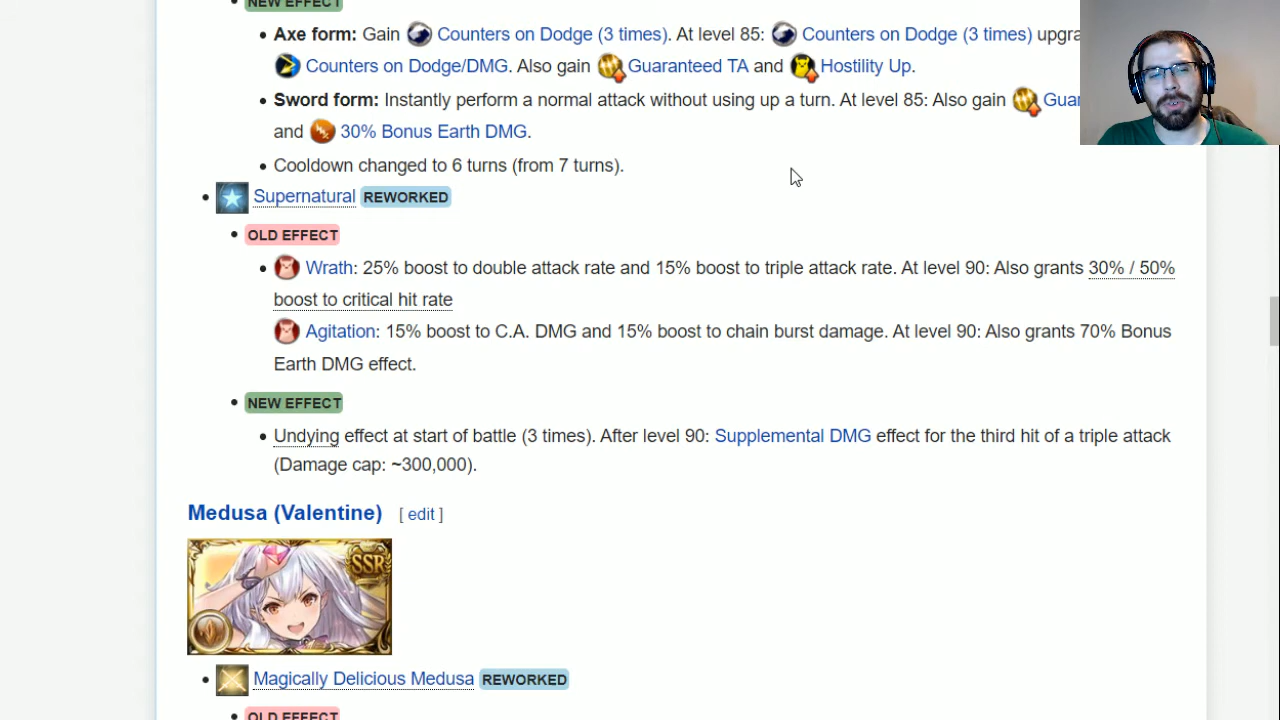 NEW EFFECT
Axe form: Gain Counters on Dodge (3 times). At level 85: Counters on Dodge (3 times)
Counters on Dodge/DMG. Also gain Guaranteed TA and Hostility Up.
Sword form: Instantly perform a normal attack without using up a turn. At level 85: Also gain
and 30% Bonus Earth DMG.
Cooldown changed to 6 turns (from 7 turns).
Supernatural REWORKED
OLD EFFECT
Wrath: 25% boost to double attack rate and 15% boost to triple attack rate. At level 90: Also grants 30% / 50%
boost to critical hit rate
Agitation: 15% boost to C.A. DMG and 15% boost to chain burst damage. At level 90: Also grants 70% Bonus
Earth DMG effect.
NEW EFFECT
Undying effect at start of battle (3 times). After level 90: Supplemental DMG effect for the third hit of a triple attack
(Damage cap: ~300,000).
Medusa (Valentine) [ edit ]
SSR
Magically Delicious Medusa REWORKED
OLD EFFECT